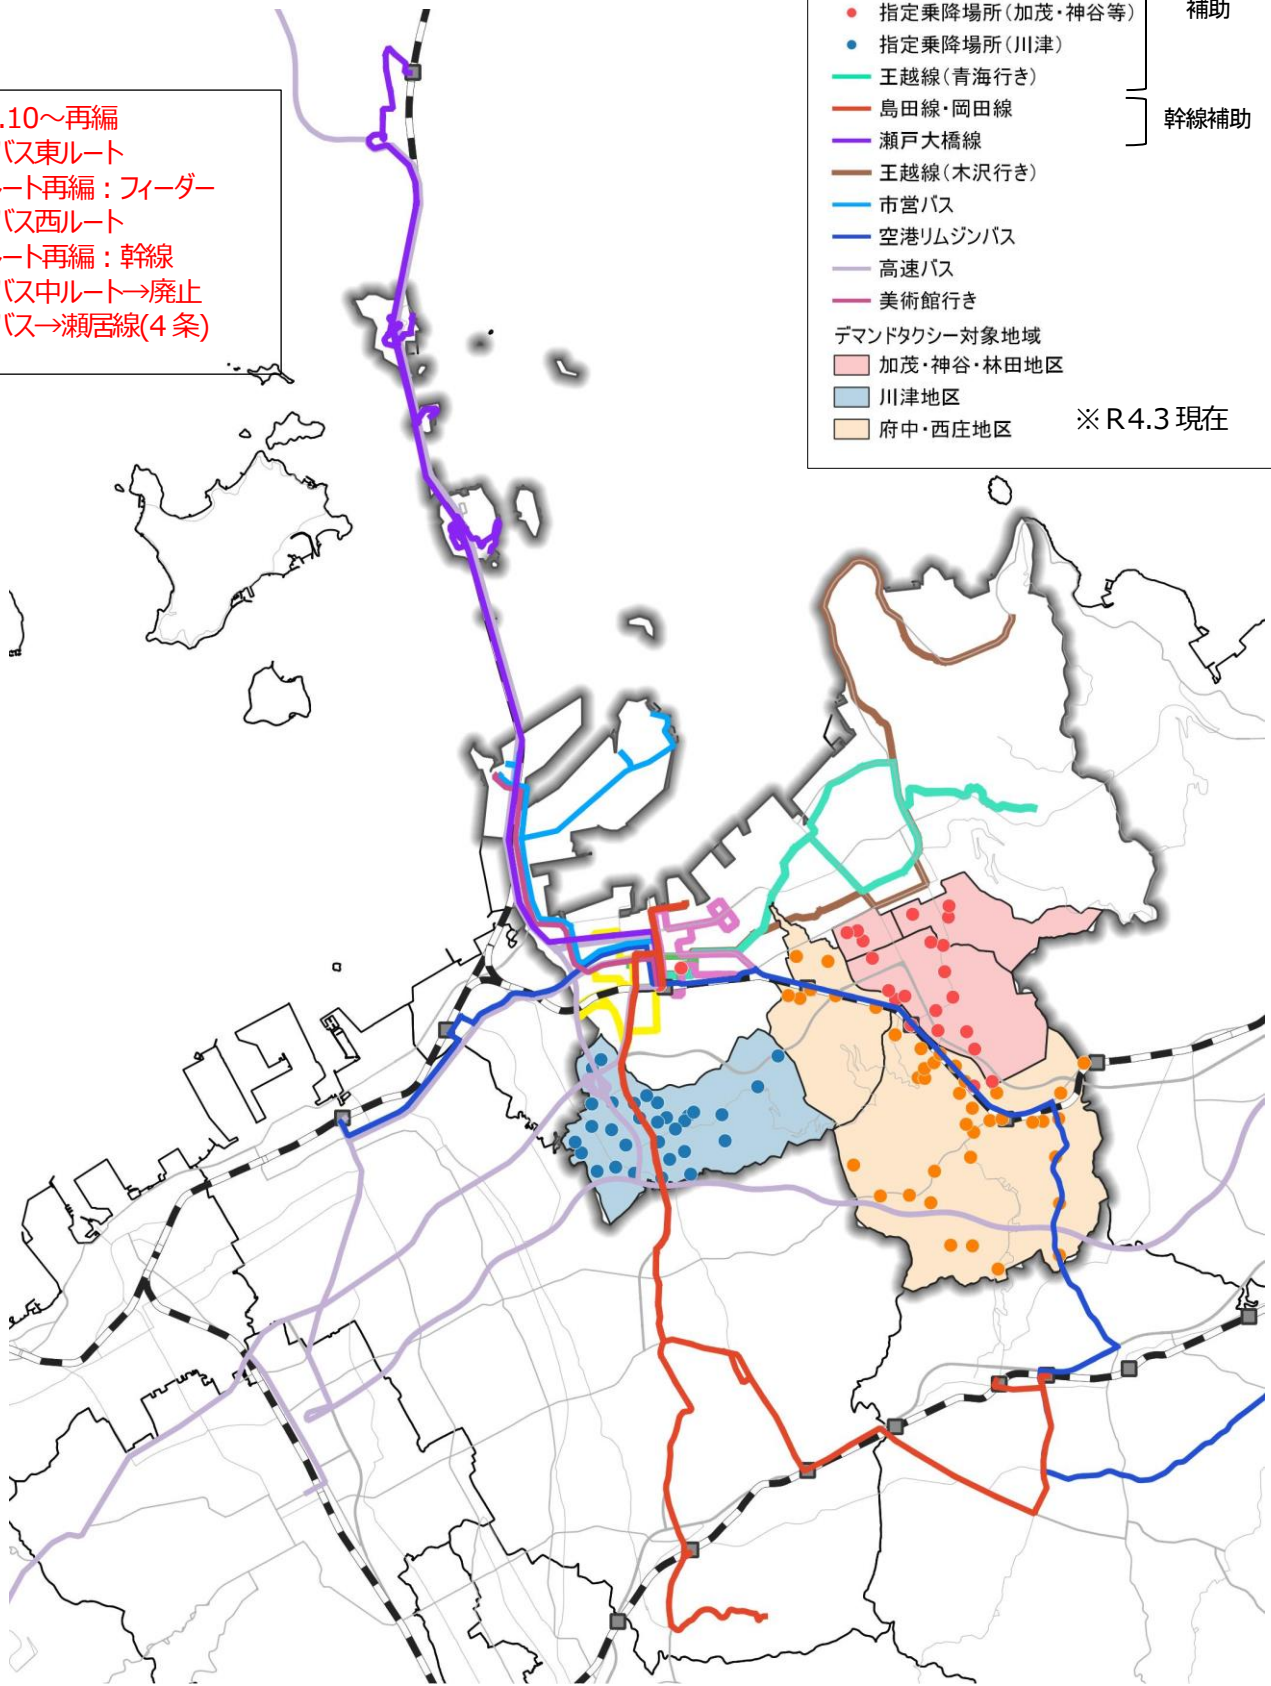 .10～再編
バス東ルート
ート再編：フィーダー
バス西ルート
ート再編：幹線
バス中ルート→廃止
バス→瀬居線(4 条)
指定乗降場所（加茂・神谷等）
補助
指定乗降場所（川津）
王越線（青海行き）
島田線・岡田線
幹線補助
瀬戸大橋線
王越線（木沢行き）
市営バス
空港リムジンバス
高速バス
美術館行き
デマンドタクシー対象地域
加茂・神谷・林田地区
川津地区
府中・西庄地区
※R4.3 現在